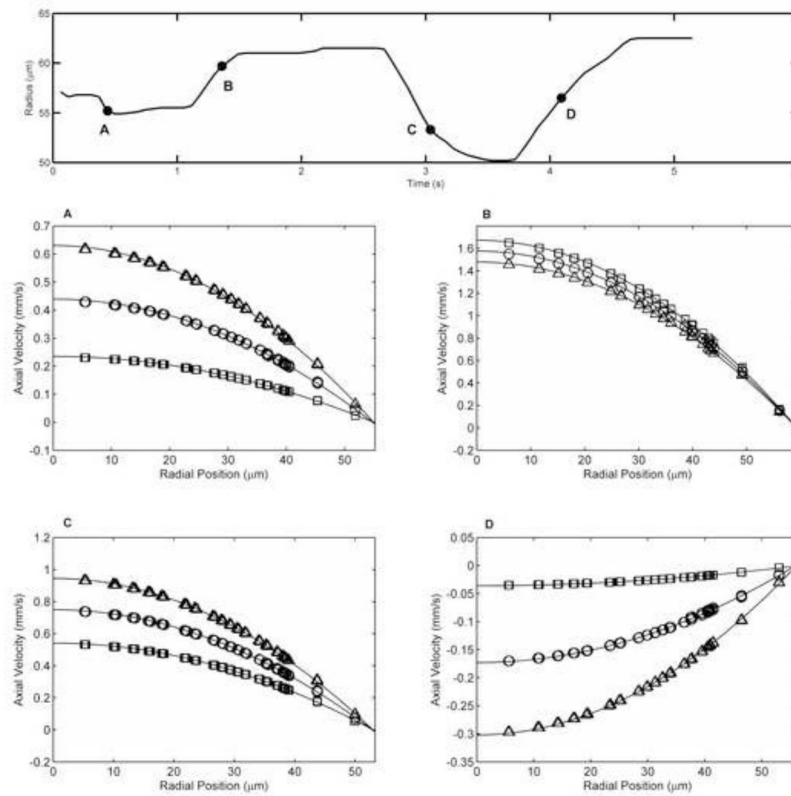 65
60
55
50
Radius (μm)
A
B
C
D
0 1 2 3 4 5
Time (s)
A
0.7
0.6
0.5
0.4
0.3
0.2
0.1
0
-0.1
Axial Velocity (mm/s)
0 10 20 30 40 50
Radial Position (μm)
B
1.6
1.4
1.2
1
0.8
0.6
0.4
0.2
0
-0.2
Axial Velocity (mm/s)
0 10 20 30 40 50
Radial Position (μm)
C
1.2
1
0.8
0.6
0.4
0.2
0
-0.2
Axial Velocity (mm/s)
0 10 20 30 40 50
Radial Position (μm)
D
0.05
0
-0.05
-0.1
-0.15
-0.2
-0.25
-0.3
-0.35
Axial Velocity (mm/s)
0 10 20 30 40 50
Radial Position (μm)